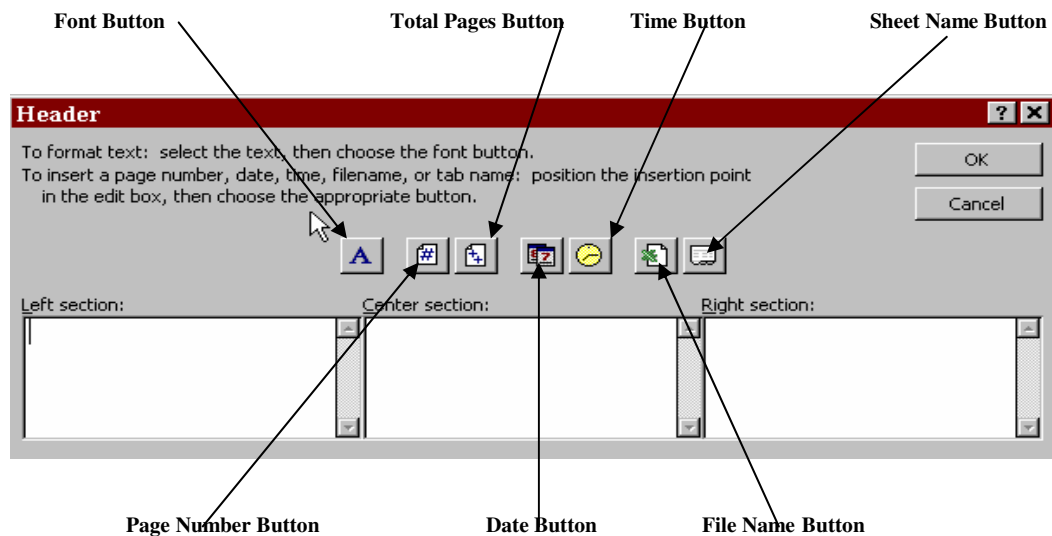 Font Button Total Pages Button Time Button Sheet Name Button
Header
To format text: select the text, then choose the font button.
To insert a page number, date, time, filename, or tab name: position the insertion point
in the edit box, then choose the appropriate button.
OK
Cancel
A # ++ 7
Left section: Center section: Right section:
Page Number Button Date Button File Name Button